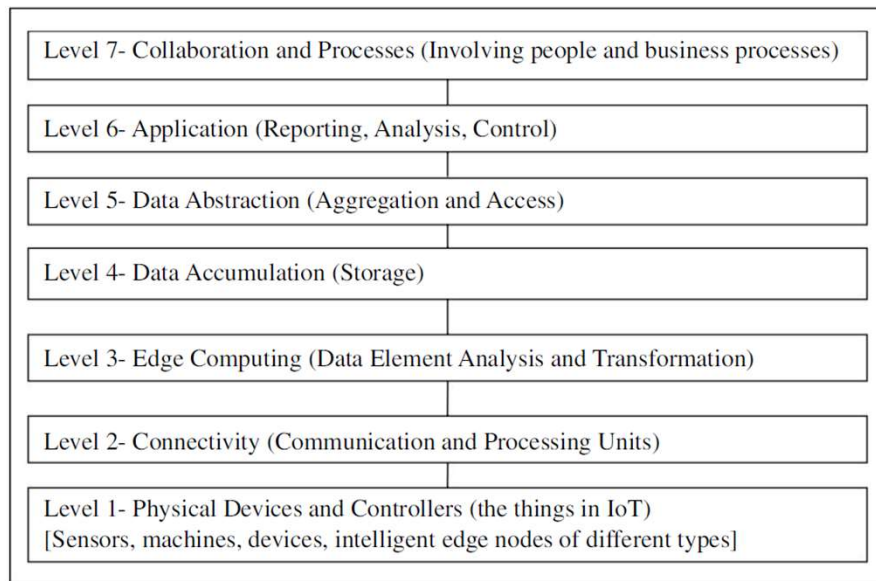 Level 7- Collaboration and Processes (Involving people and business processes)
Level 6- Application (Reporting, Analysis, Control)
Level 5- Data Abstraction (Aggregation and Access)
Level 4- Data Accumulation (Storage)
Level 3- Edge Computing (Data Element Analysis and Transformation)
Level 2- Connectivity (Communication and Processing Units)
Level 1- Physical Devices and Controllers (the things in IoT)
[Sensors, machines, devices, intelligent edge nodes of different types]